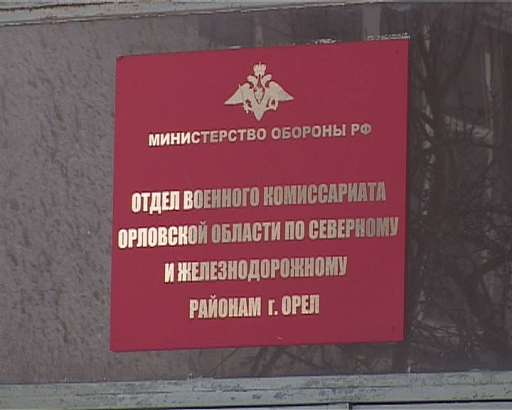 МИНИСТЕРСТВО ОБОРОНЫ РФ
ОТДЕЛ ВОЕННОГО КОМИССАРИАТА
ОРЛОВСКОЙ ОБЛАСТИ ПО СЕВЕРНОМУ
И ЖЕЛЕЗНОДОРОЖНОМУ
РАЙОНАМ г. ОРЕЛ